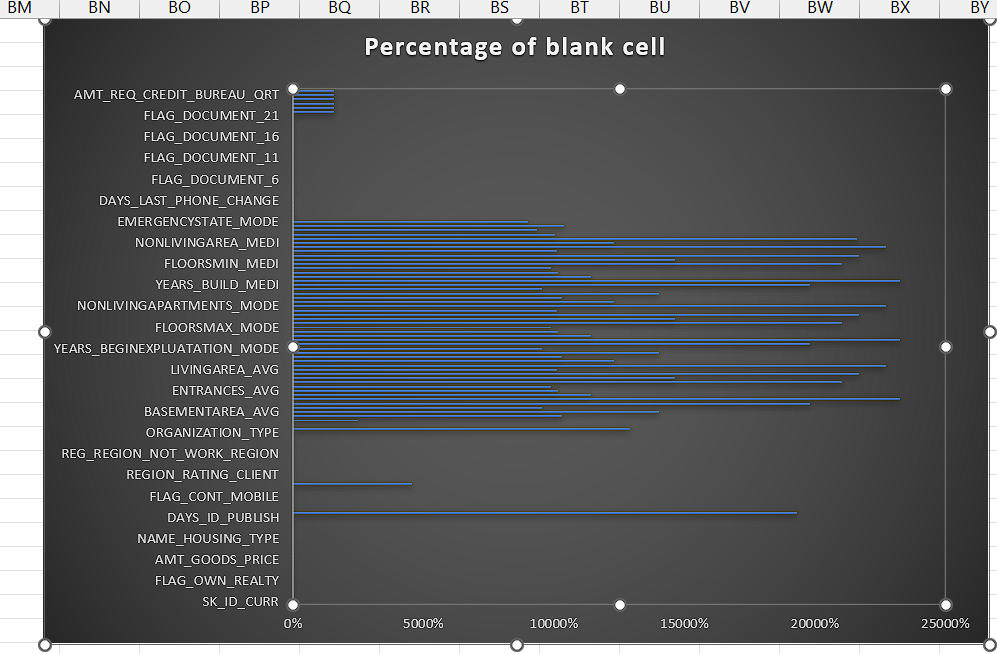 BM BN BO BP BQ BR BS BT BU BV BW BX BY
Percentage of blank cell
AMT_REQ_CREDIT_BUREAU_QRT
FLAG_DOCUMENT_21
FLAG_DOCUMENT_16
FLAG_DOCUMENT_11
FLAG_DOCUMENT_6
DAYS_LAST_PHONE_CHANGE
EMERGENCYSTATE_MODE
NONLIVINGAREA_MEDI
FLOORSMIN_MEDI
YEARS_BUILD_MEDI
NONLIVINGAPARTMENTS_MODE
FLOORSMAX_MODE
YEARS_BEGINEXPLUATATION_MODE
LIVINGAREA_AVG
ENTRANCES_AVG
BASEMENTAREA_AVG
ORGANIZATION_TYPE
REG_REGION_NOT_WORK_REGION
REGION_RATING_CLIENT
FLAG_CONT_MOBILE
DAYS_ID_PUBLISH
NAME_HOUSING_TYPE
AMT_GOODS_PRICE
FLAG_OWN_REALTY
SK_ID_CURR
0% 5000% 10000% 15000% 20000% 25000%